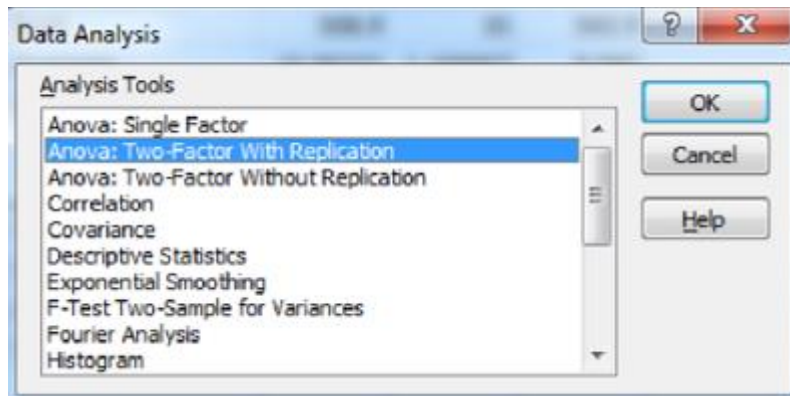 Data Analysis
?
Analysis Tools
Anova: Single Factor
Anova: Two-Factor With Replication
Anova: Two-Factor Without Replication
Correlation
Covariance
Descriptive Statistics
Exponential Smoothing
F-Test Two-Sample for Variances
Fourier Analysis
Histogram
OK
Cancel
Help